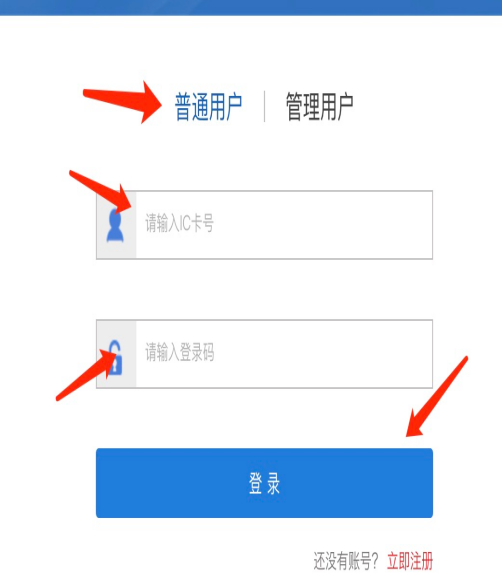 普通用户 管理用户
请输入IC卡号
请输入登录码
登录
还没有账号？立即注册